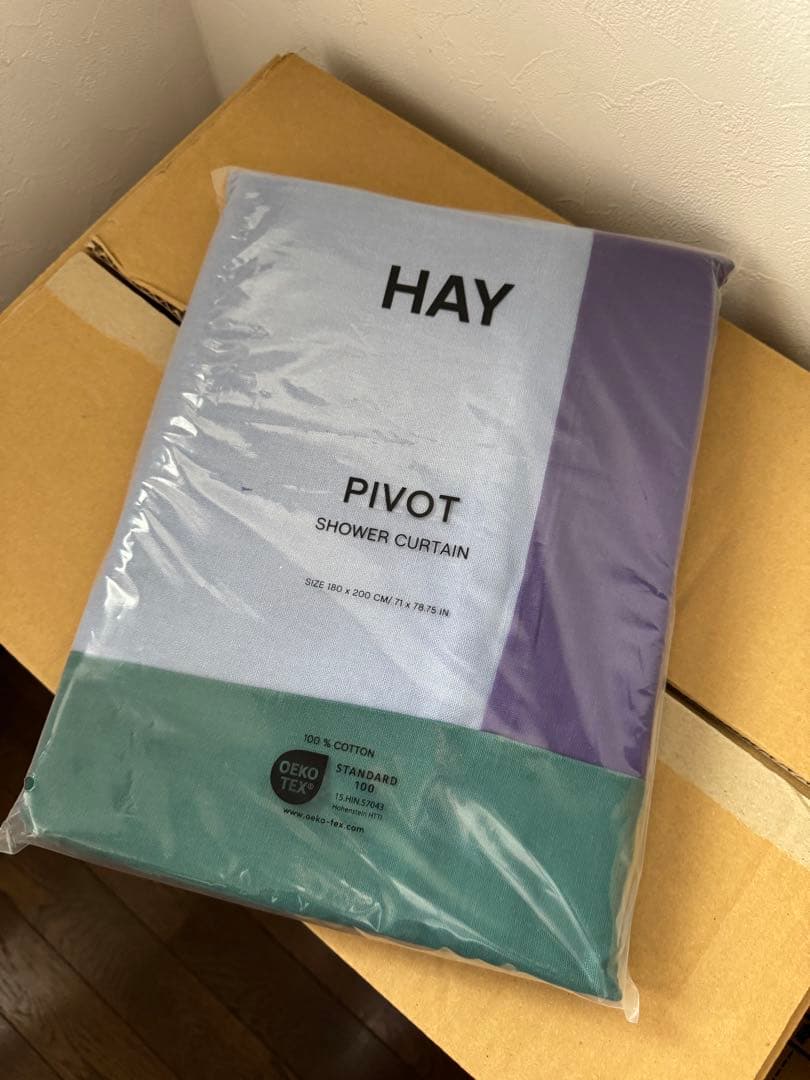 HAY
PIVOT
SHOWER CURTAIN
SIZE 180 x 200 CM/ 71 x 78.75 IN
100 % COTTON
OEKO
TEX®
STANDARD
100
15.HIN.57043
Hohenstein HTTI
www.oeko-tex.com